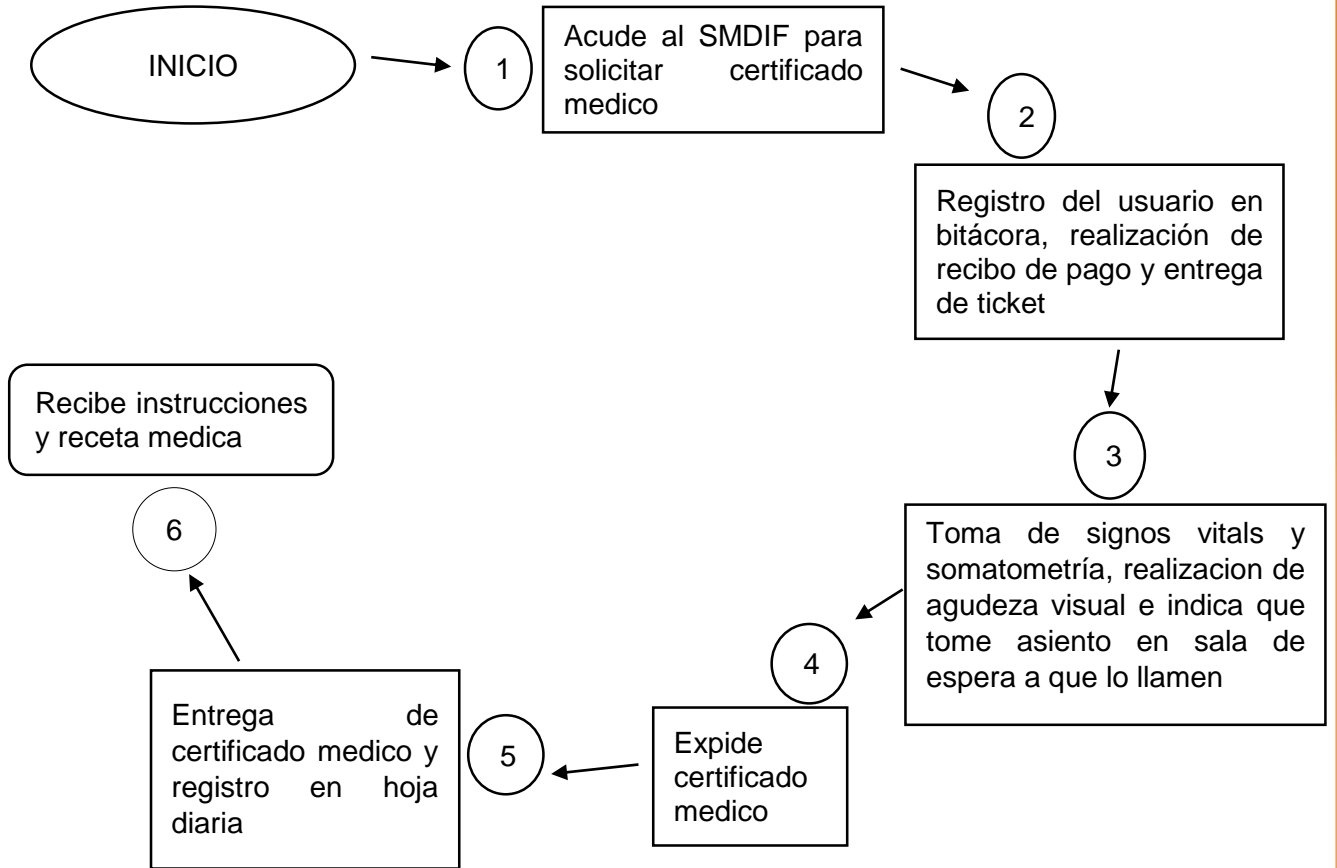 INICIO
1
Acude al SMDIF para
solicitar certificado
medico
2
Registro del usuario en
bitácora, realización de
recibo de pago y entrega
de ticket
3
Toma de signos vitals y
somatometría, realizacion de
agudeza visual e indica que
tome asiento en sala de
espera a que lo llamen
4
Expide
certificado
medico
5
Entrega de
certificado medico y
registro en hoja
diaria
6
Recibe instrucciones
y receta medica